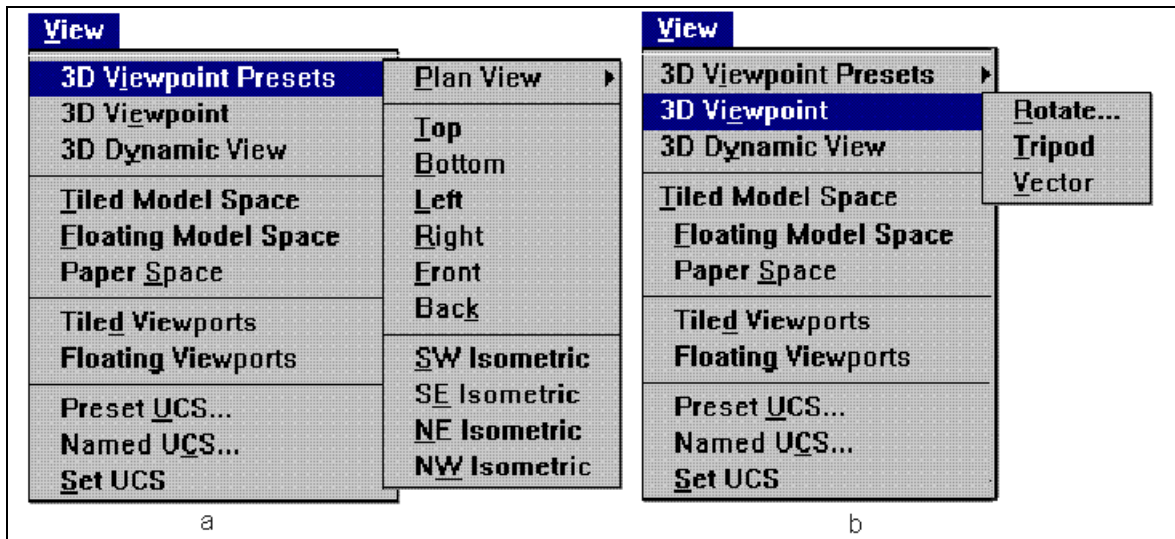 View
3D Viewpoint Presets
3D Viewpoint
3D Dynamic View
Tiled Model Space
Floating Model Space
Paper Space
Tiled Viewports
Floating Viewports
Preset UCS...
Named UCS...
Set UCS
Plan View
Top
Bottom
Left
Right
Front
Back
SW Isometric
SE Isometric
NE Isometric
NW Isometric
a
View
3D Viewpoint Presets
3D Viewpoint
3D Dynamic View
Tiled Model Space
Floating Model Space
Paper Space
Tiled Viewports
Floating Viewports
Preset UCS...
Named UCS...
Set UCS
Rotate...
Tripod
Vector
b